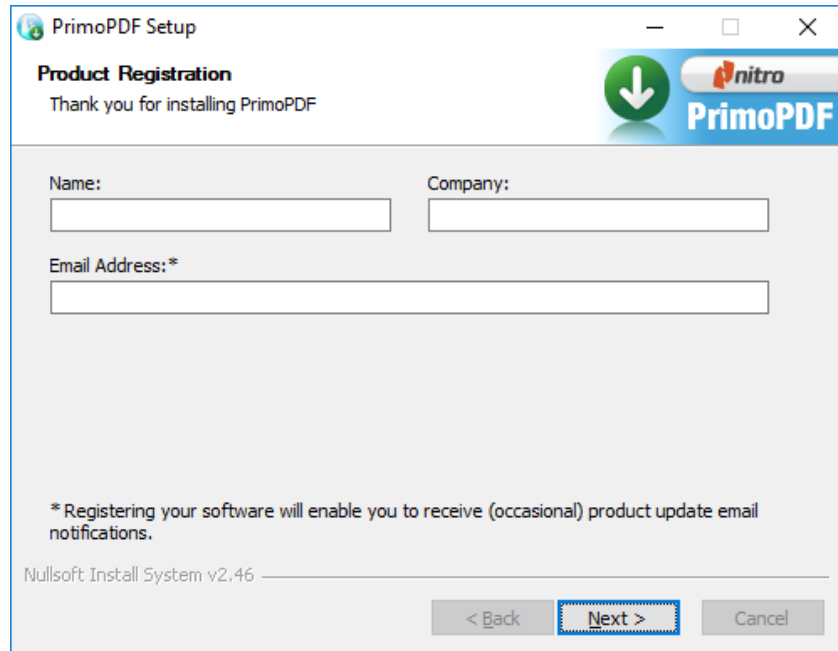 PrimoPDF Setup
Product Registration
Thank you for installing PrimoPDF
nitro
PrimoPDF
Name:
Company:
Email Address:*
* Registering your software will enable you to receive (occasional) product update email
notifications.
Nullsoft Install System v2.46
< Back
Next >
Cancel